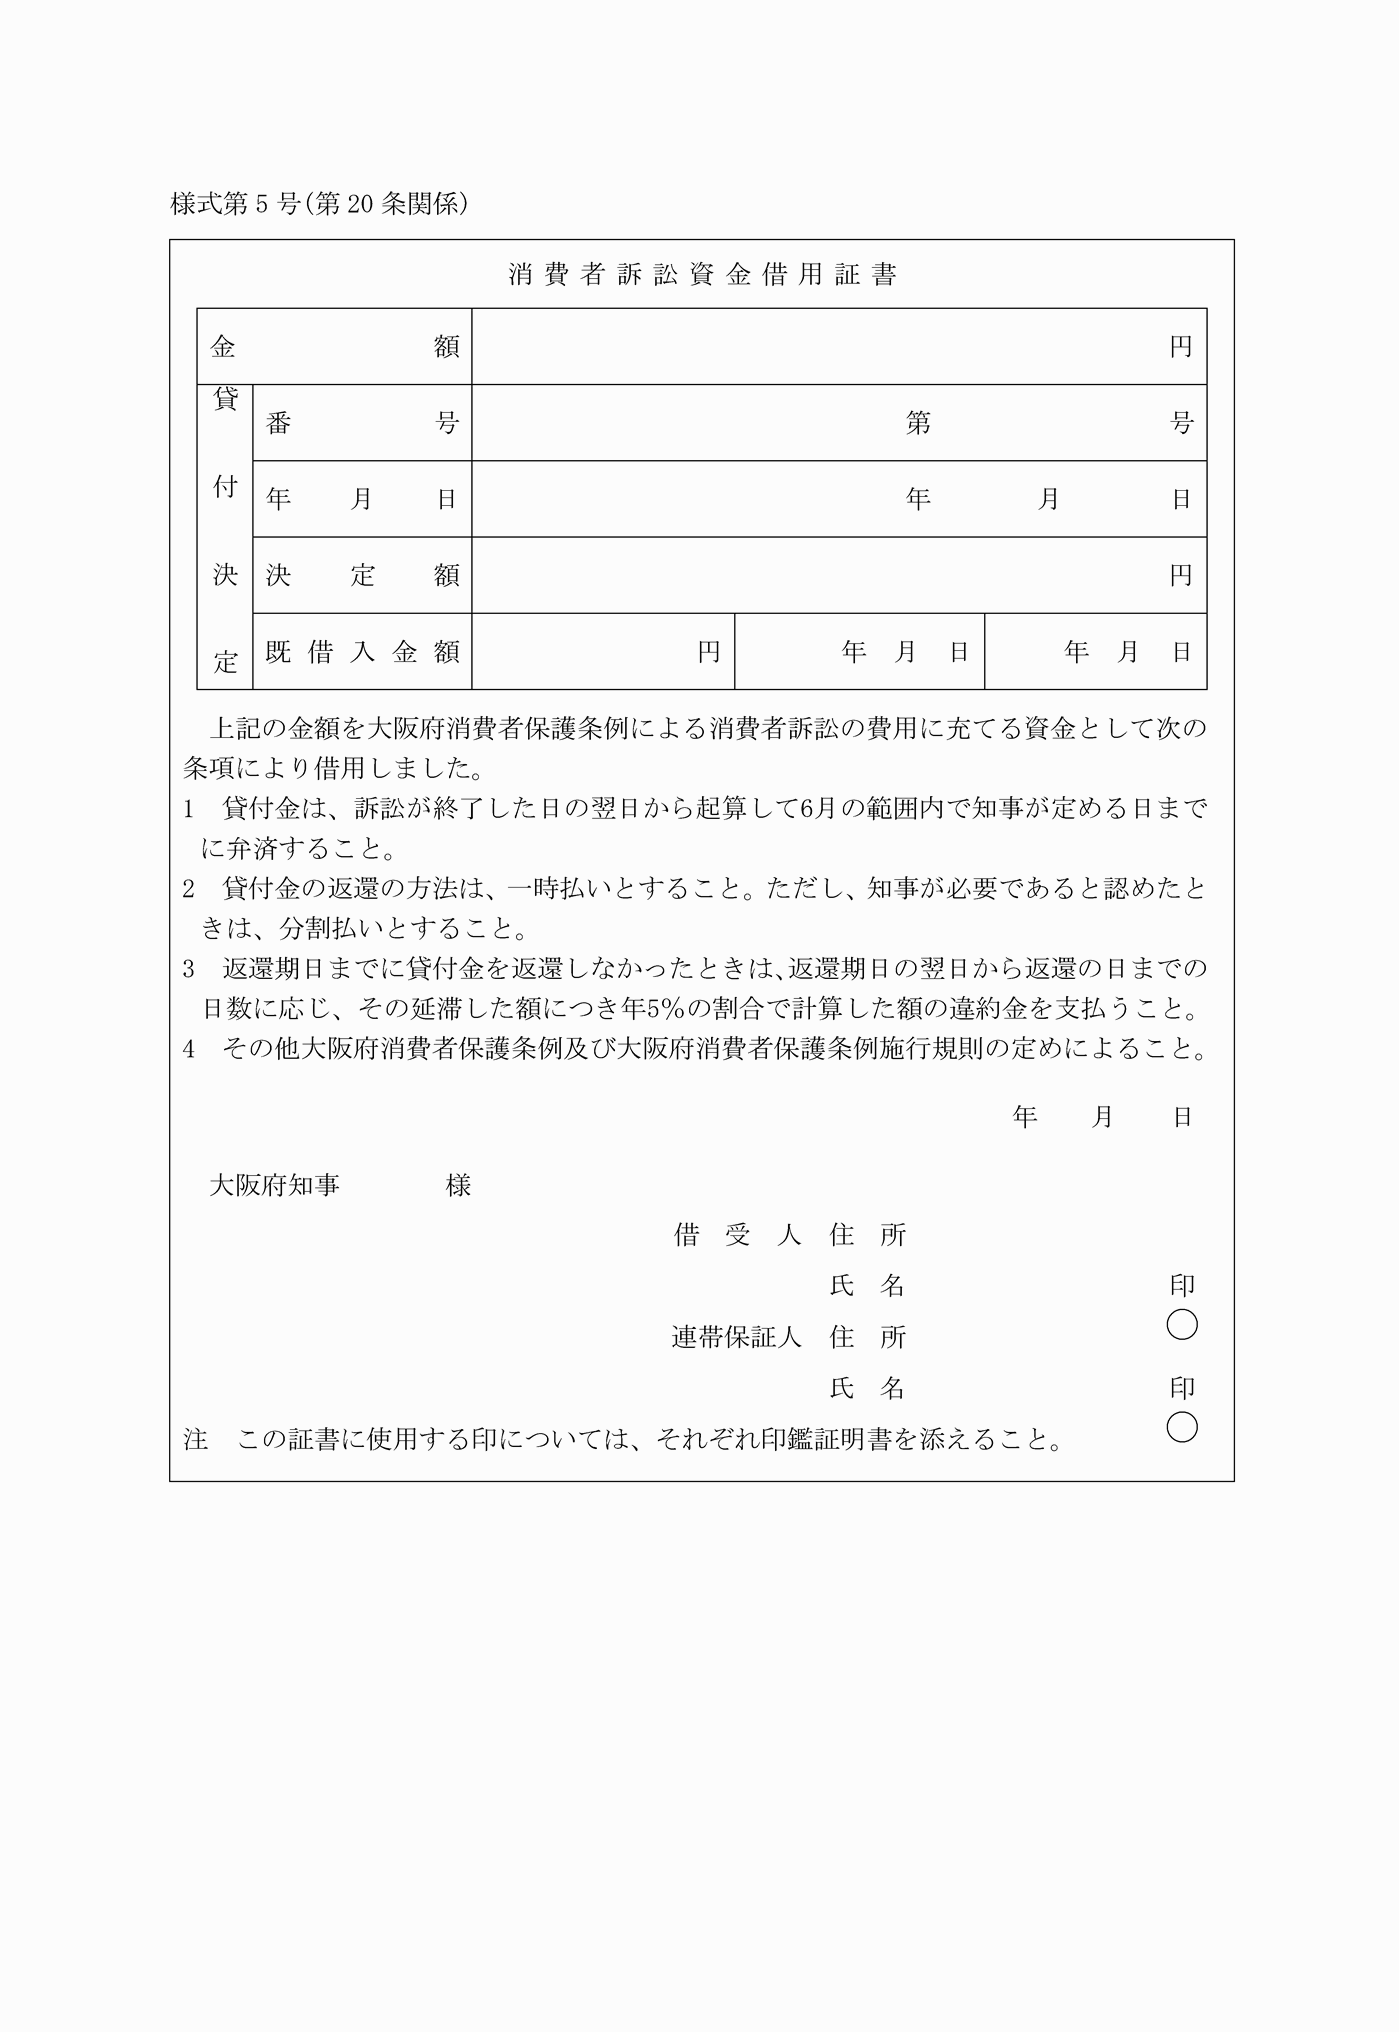 様式第 5 号(第 20 条関係)
消費者訴訟資金借用証書
金額 円
貸付決定
番号 第 号
年月日 年 月 日
決定額 円
既借入金額 円 年 月 日 年 月 日
上記の金額を大阪府消費者保護条例による消費者訴訟の費用に充てる資金として次の
条項により借用しました。
1 貸付金は、訴訟が終了した日の翌日から起算して6月の範囲内で知事が定める日まで
に弁済すること。
2 貸付金の返還の方法は、一時払いとすること。ただし、知事が必要であると認めたと
きは、分割払いとすること。
3 返還期日までに貸付金を返還しなかったときは、返還期日の翌日から返還の日までの
日数に応じ、その延滞した額につき年5%の割合で計算した額の違約金を支払うこと。
4 その他大阪府消費者保護条例及び大阪府消費者保護条例施行規則の定めによること。
年 月 日
大阪府知事 様
借受人 住所
氏名 印
連帯保証人 住所
氏名 印
注 この証書に使用する印については、それぞれ印鑑証明書を添えること。